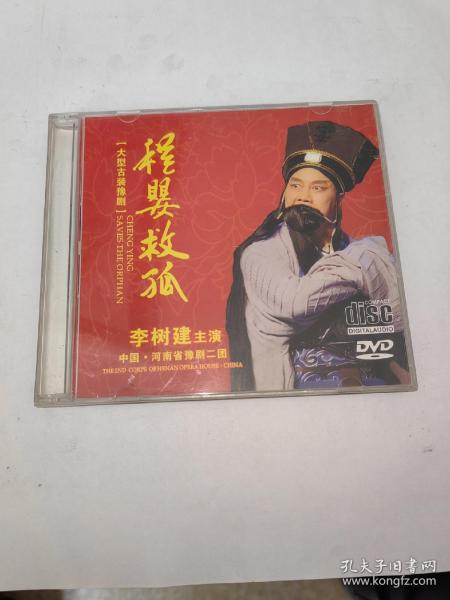 程婴救孤
【大型古装豫剧】
CHENG YING
SAVES THE ORPHAN
李树建主演
中国·河南省豫剧二团
THE 2ND CORPS OF HENAN OPERA HOUSE·CHINA
COMPACT
disc
DIGITAL AUDIO
DVD
孔夫子旧书网
www.kongfz.com